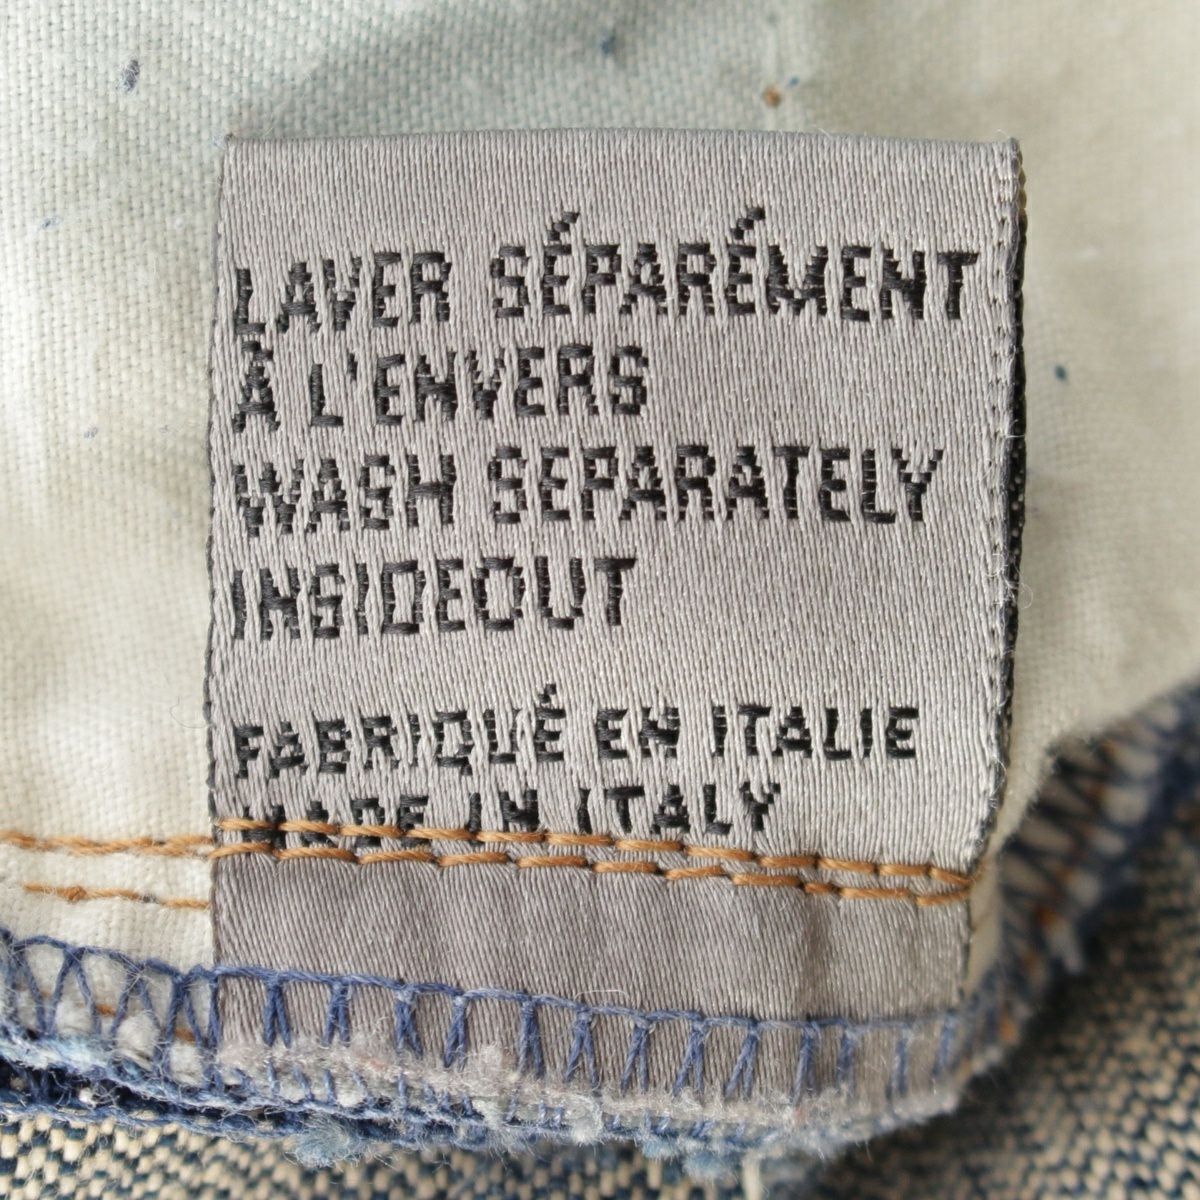 LAVER SÉPARÉMENT
À L'ENVERS
WASH SEPARATELY
INSIDEOUT
FABRIQUÉ EN ITALIE
MADE IN ITALY